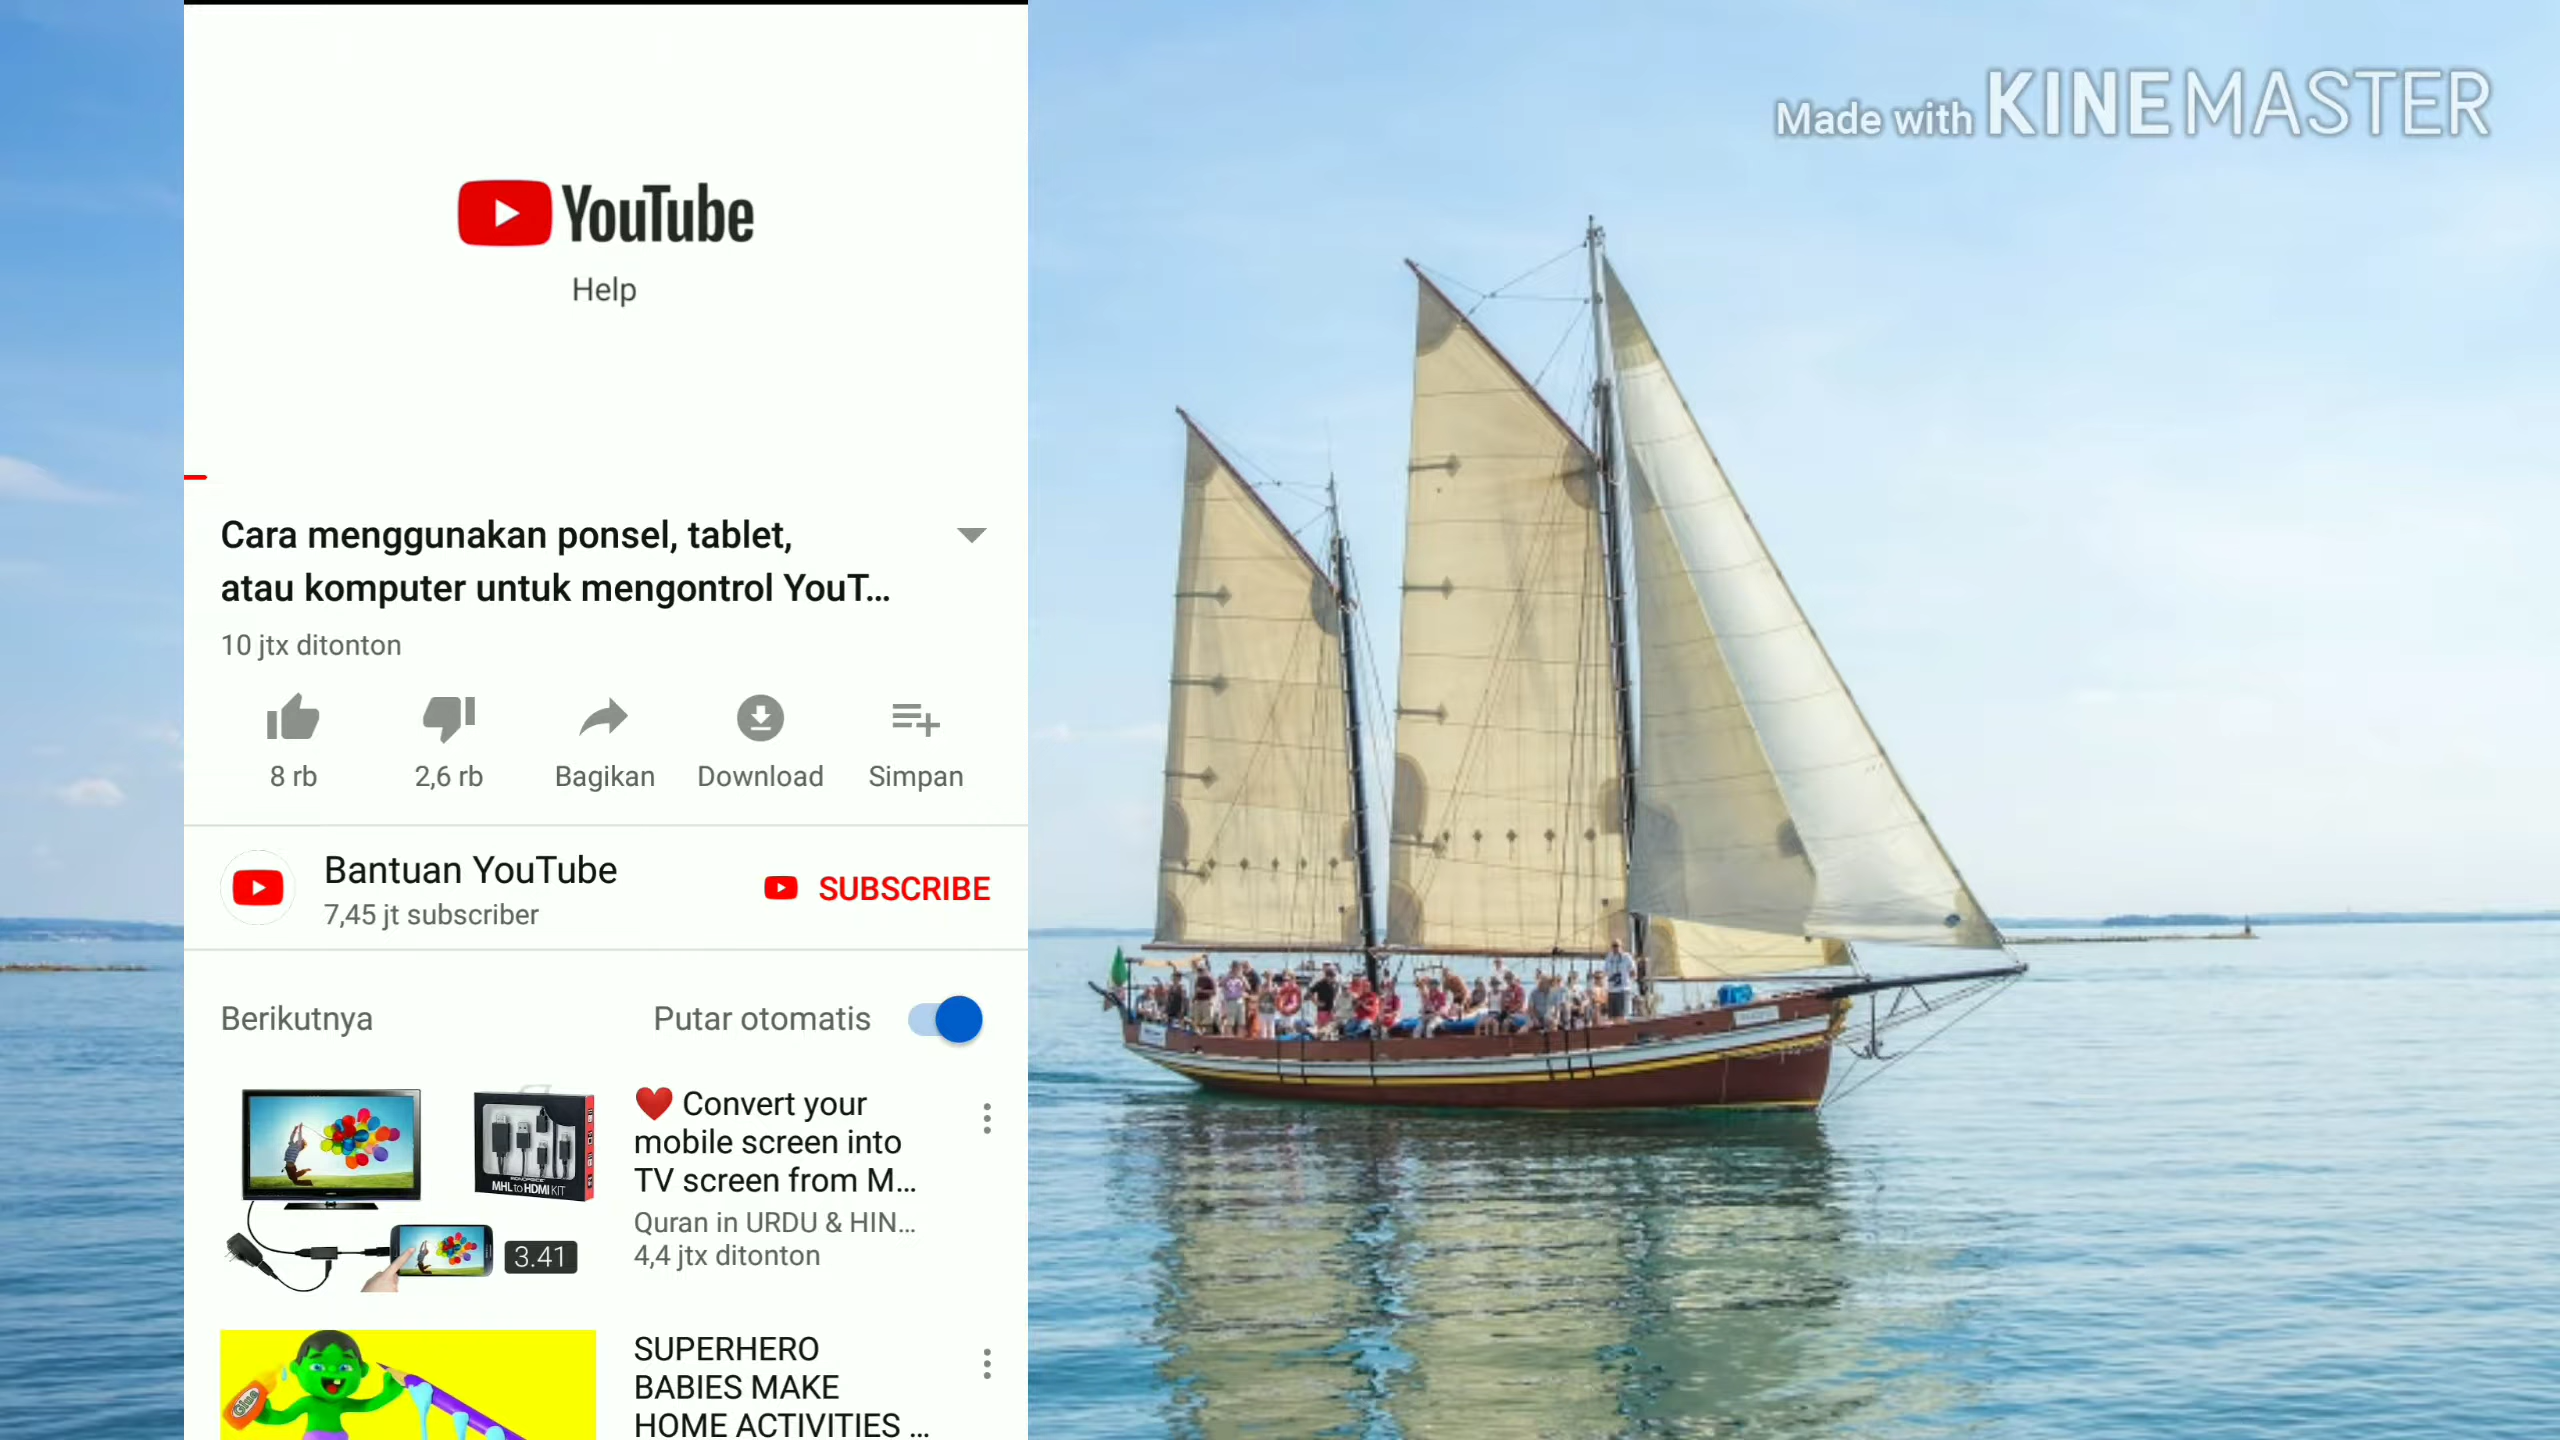 YouTube
Help
Made with KINEMASTER
Cara menggunakan ponsel, tablet,
atau komputer untuk mengontrol YouT...
10 jtx ditonton
8 rb
2,6 rb
Bagikan
Download
Simpan
Bantuan YouTube
7,45 jt subscriber
SUBSCRIBE
Berikutnya
Putar otomatis
MHL to HDMI KIT
3.41
❤️ Convert your
mobile screen into
TV screen from M...
Quran in URDU & HIN...
4,4 jtx ditonton
Glue
SUPERHERO
BABIES MAKE
HOME ACTIVITIES ...